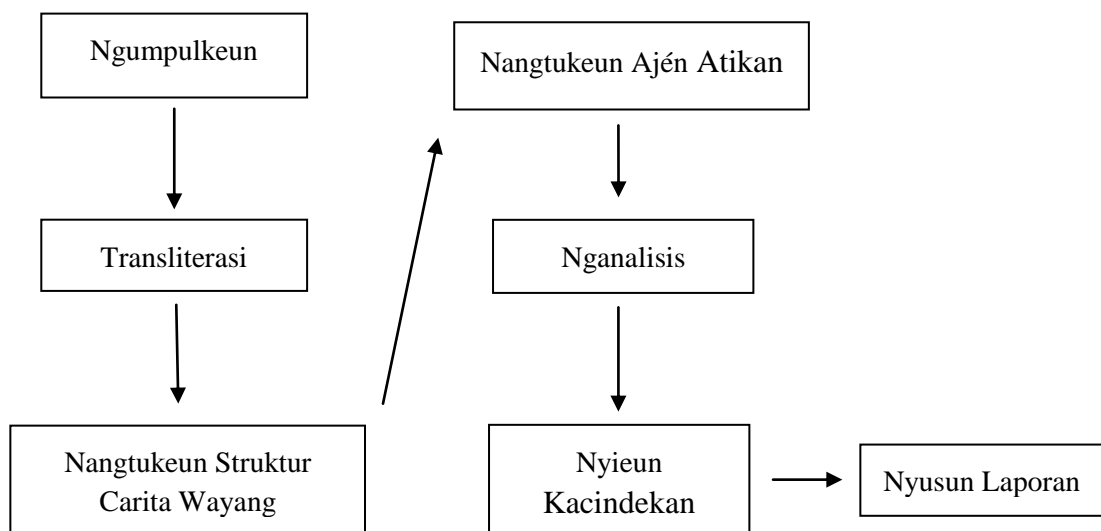 Ngumpulkeun
Transliterasi
Nangtukeun Struktur
Carita Wayang
Nangtukeun Ajén Atikan
Nganalisis
Nyieun
Kacindekan
Nyusun Laporan